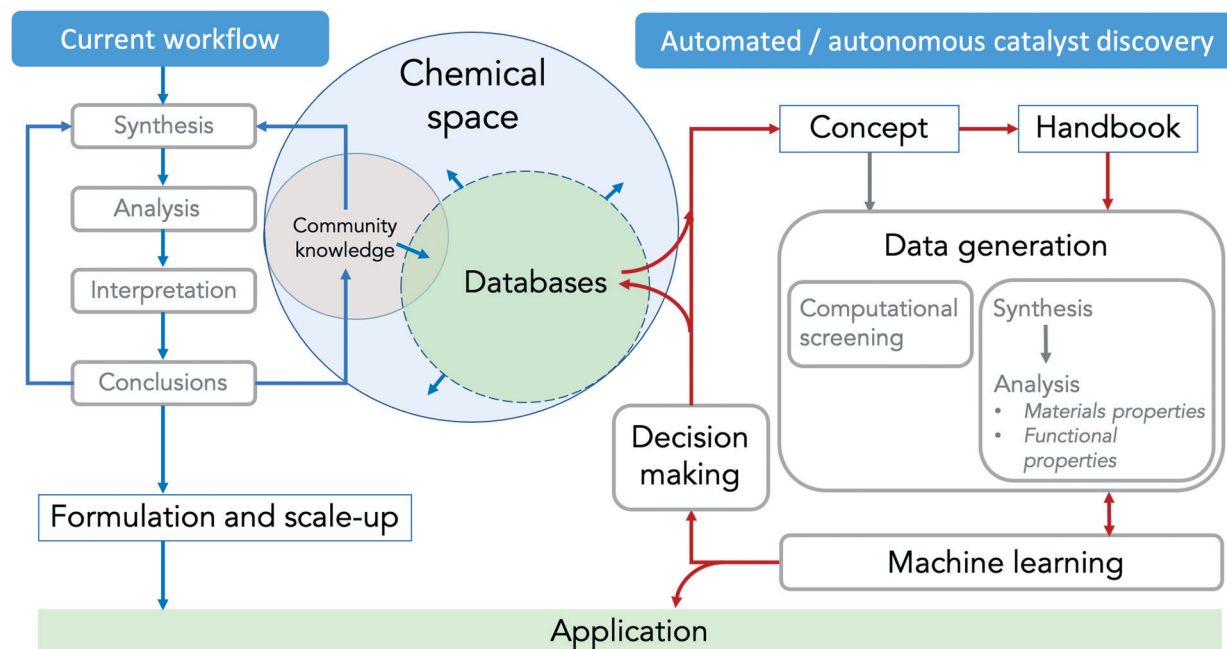 Current workflow
Synthesis
Analysis
Interpretation
Conclusions
Formulation and scale-up
Chemical
space
Community
knowledge
Databases
Automated / autonomous catalyst discovery
Concept
Handbook
Data generation
Computational
screening
Synthesis
Analysis
• Materials properties
• Functional
properties
Decision
making
Machine learning
Application